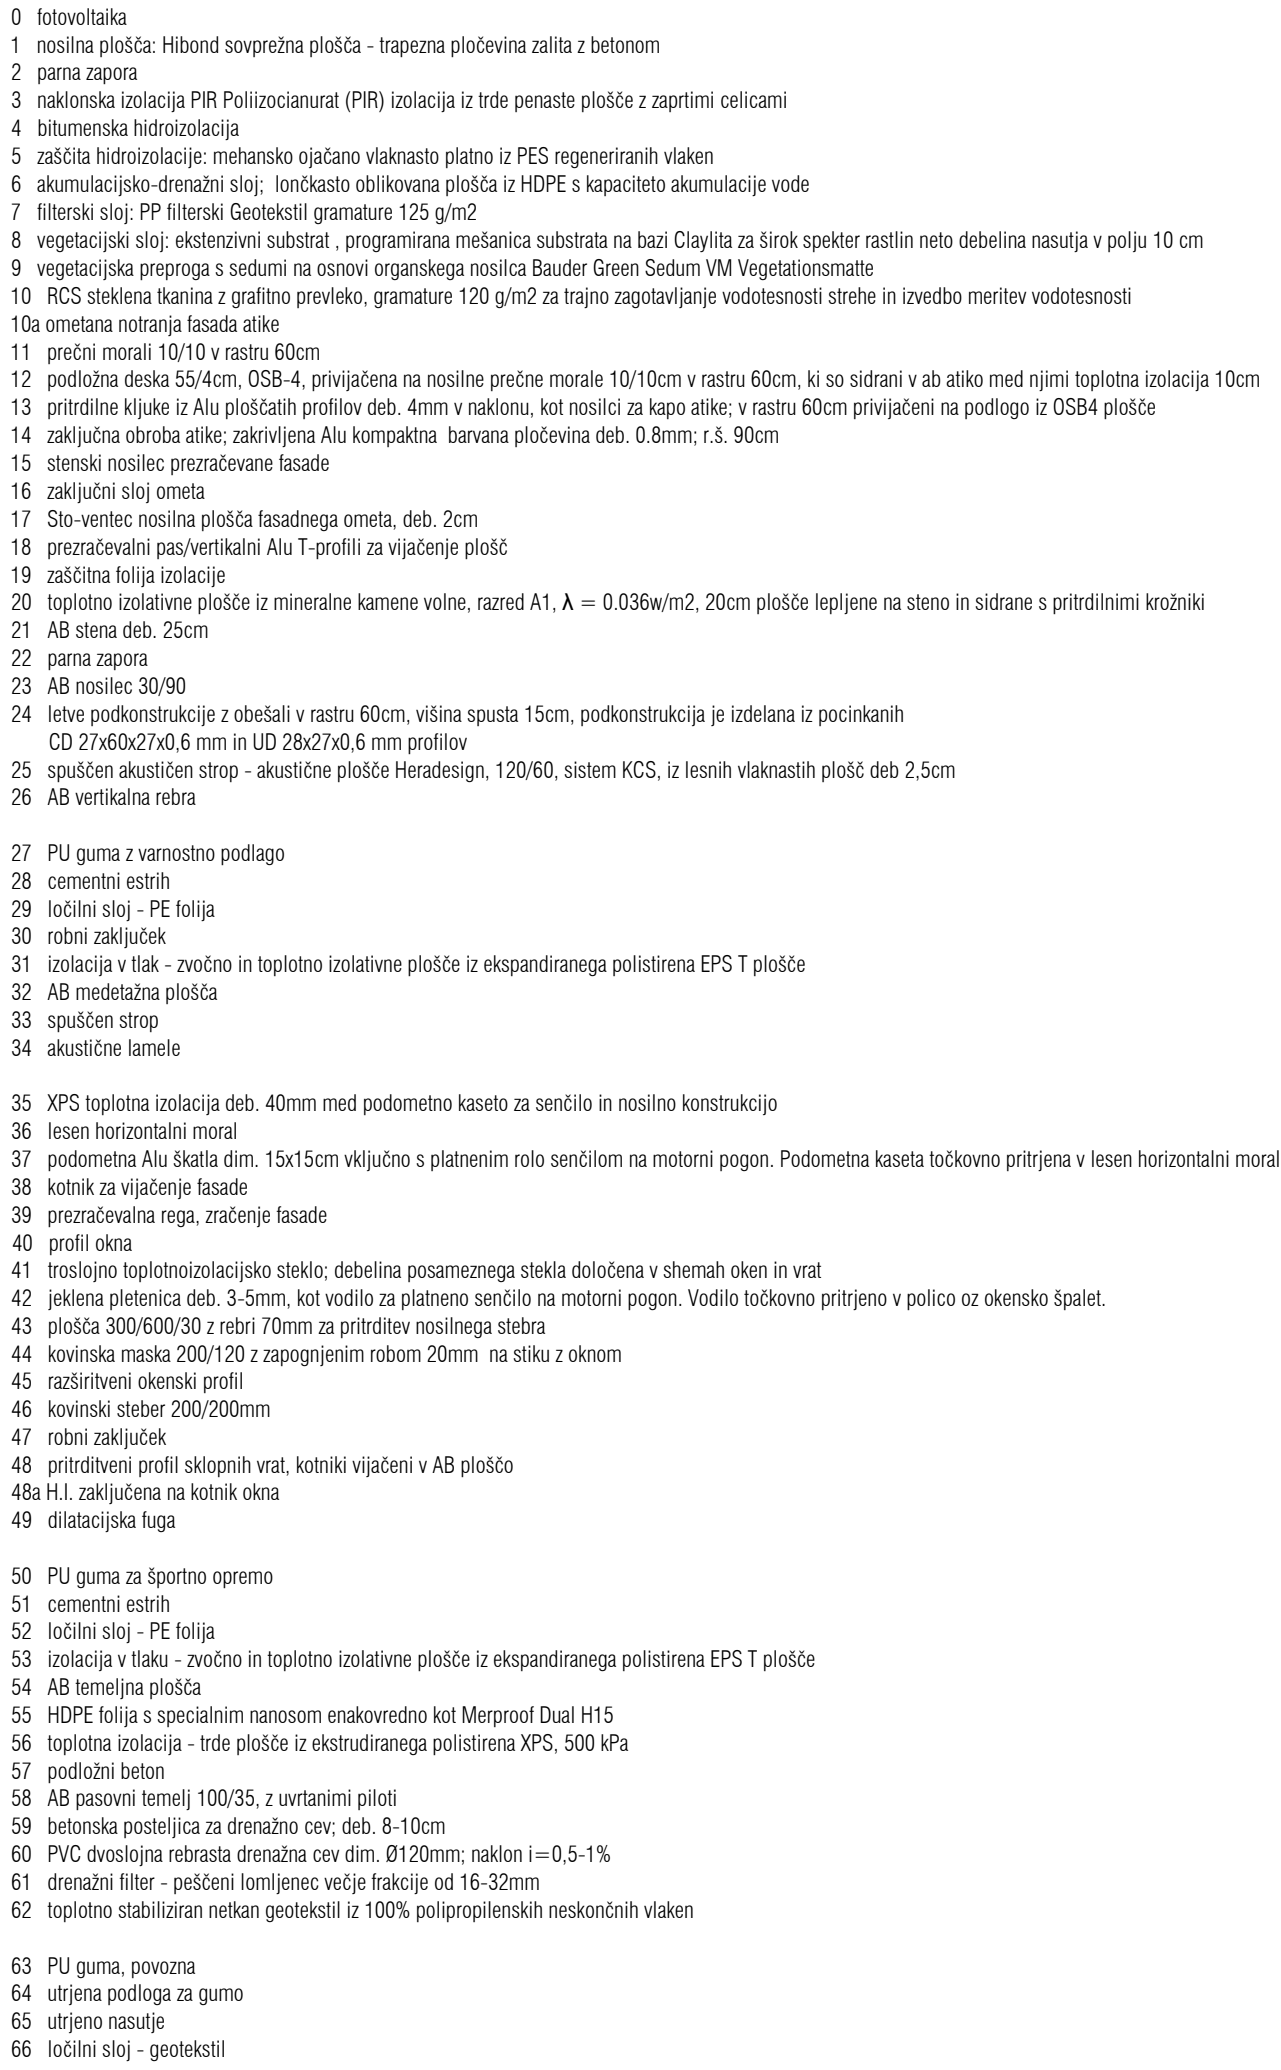 0 fotovoltaika
1 nosilna plošča: Hibond sovprežna plošča - trapezna pločevina zalita z betonom
2 parna zapora
3 naklonska izolacija PIR Poliizocianurat (PIR) izolacija iz trde penaste plošče z zaprtimi celicami
4 bitumenska hidroizolacija
5 zaščita hidroizolacije: mehansko ojačano vlaknasto platno iz PES regeneriranih vlaken
6 akumulacijsko-drenažni sloj; lončkasto oblikovana plošča iz HDPE s kapaciteto akumulacije vode
7 filterski sloj: PP filterski Geotekstil gramature 125 g/m2
8 vegetacijski sloj: ekstenzivni substrat , programirana mešanica substrata na bazi Claylita za širok spekter rastlin neto debelina nasutja v polju 10 cm
9 vegetacijska preproga s sedumi na osnovi organskega nosilca Bauder Green Sedum VM Vegetationsmatte
10 RCS steklena tkanina z grafitno prevleko, gramature 120 g/m2 za trajno zagotavljanje vodotesnosti strehe in izvedbo meritev vodotesnosti
10a ometana notranja fasada atike
11 prečni morali 10/10 v rastru 60cm
12 podložna deska 55/4cm, OSB-4, privijačena na nosilne prečne morale 10/10cm v rastru 60cm, ki so sidrani v ab atiko med njimi toplotna izolacija 10cm
13 pritrdilne kljuke iz Alu ploščatih profilov deb. 4mm v naklonu, kot nosilci za kapo atike; v rastru 60cm privijačeni na podlogo iz OSB4 plošče
14 zaključna obroba atike; zakrivljena Alu kompaktna barvana pločevina deb. 0.8mm; r.š. 90cm
15 stenski nosilec prezračevane fasade
16 zaključni sloj ometa
17 Sto-ventec nosilna plošča fasadnega ometa, deb. 2cm
18 prezračevalni pas/vertikalni Alu T-profili za vijačenje plošč
19 zaščitna folija izolacije
20 toplotno izolativne plošče iz mineralne kamene volne, razred A1, λ = 0.036w/m2, 20cm plošče lepljene na steno in sidrane s pritrdilnimi krožniki
21 AB stena deb. 25cm
22 parna zapora
23 AB nosilec 30/90
24 letve podkonstrukcije z obešali v rastru 60cm, višina spusta 15cm, podkonstrukcija je izdelana iz pocinkanih
CD 27x60x27x0,6 mm in UD 28x27x0,6 mm profilov
25 spuščen akustičen strop - akustične plošče Heradesign, 120/60, sistem KCS, iz lesnih vlaknastih plošč deb 2,5cm
26 AB vertikalna rebra
27 PU guma z varnostno podlago
28 cementni estrih
29 ločilni sloj - PE folija
30 robni zaključek
31 izolacija v tlak - zvočno in toplotno izolativne plošče iz ekspandiranega polistirena EPS T plošče
32 AB medetažna plošča
33 spuščen strop
34 akustične lamele
35 XPS toplotna izolacija deb. 40mm med podometno kaseto za senčilo in nosilno konstrukcijo
36 lesen horizontalni moral
37 podometna Alu škatla dim. 15x15cm vključno s platnenim rolo senčilom na motorni pogon. Podometna kaseta točkovno pritrjena v lesen horizontalni moral
38 kotnik za vijačenje fasade
39 prezračevalna rega, zračenje fasade
40 profil okna
41 troslojno toplotnoizolacijsko steklo; debelina posameznega stekla določena v shemah oken in vrat
42 jeklena pletenica deb. 3-5mm, kot vodilo za platneno senčilo na motorni pogon. Vodilo točkovno pritrjeno v polico oz okensko špalet.
43 plošča 300/600/30 z rebri 70mm za pritrditev nosilnega stebra
44 kovinska maska 200/120 z zapognjenim robom 20mm na stiku z oknom
45 razširitveni okenski profil
46 kovinski steber 200/200mm
47 robni zaključek
48 pritrditveni profil sklopnih vrat, kotniki vijačeni v AB ploščo
48a H.I. zaključena na kotnik okna
49 dilatacijska fuga
50 PU guma za športno opremo
51 cementni estrih
52 ločilni sloj - PE folija
53 izolacija v tlaku - zvočno in toplotno izolativne plošče iz ekspandiranega polistirena EPS T plošče
54 AB temeljna plošča
55 HDPE folija s specialnim nanosom enakovredno kot Merproof Dual H15
56 toplotna izolacija - trde plošče iz ekstrudiranega polistirena XPS, 500 kPa
57 podložni beton
58 AB pasovni temelj 100/35, z uvrtanimi piloti
59 betonska posteljica za drenažno cev; deb. 8-10cm
60 PVC dvoslojna rebrasta drenažna cev dim. Ø120mm; naklon i=0,5-1%
61 drenažni filter - peščeni lomljenec večje frakcije od 16-32mm
62 toplotno stabiliziran netkan geotekstil iz 100% polipropilenskih neskončnih vlaken
63 PU guma, povozna
64 utrjena podloga za gumo
65 utrjeno nasutje
66 ločilni sloj - geotekstil